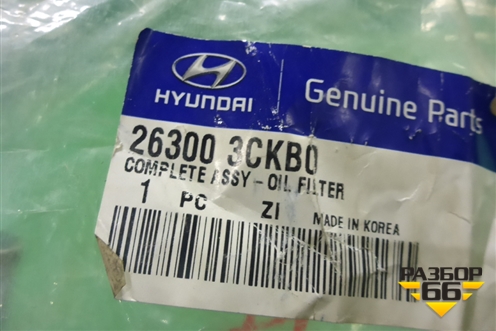 HYUNDAI
Genuine Parts
26300 3CKB0
COMPLETE ASSY-OIL FILTER
1 PC ZI MADE IN KOREA
РАЗБОР
66